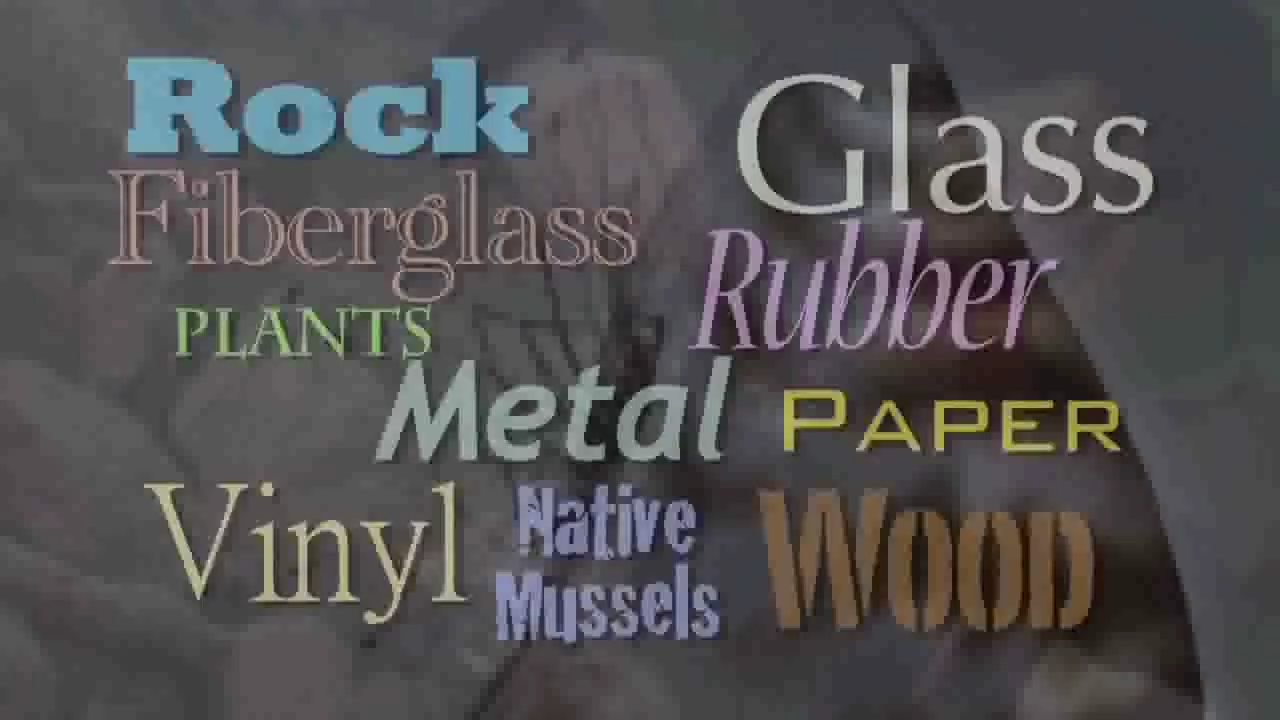 Rock
Glass
Fiberglass
Rubber
PLANTS
Metal
PAPER
Vinyl
Native
Mussels
WOOD